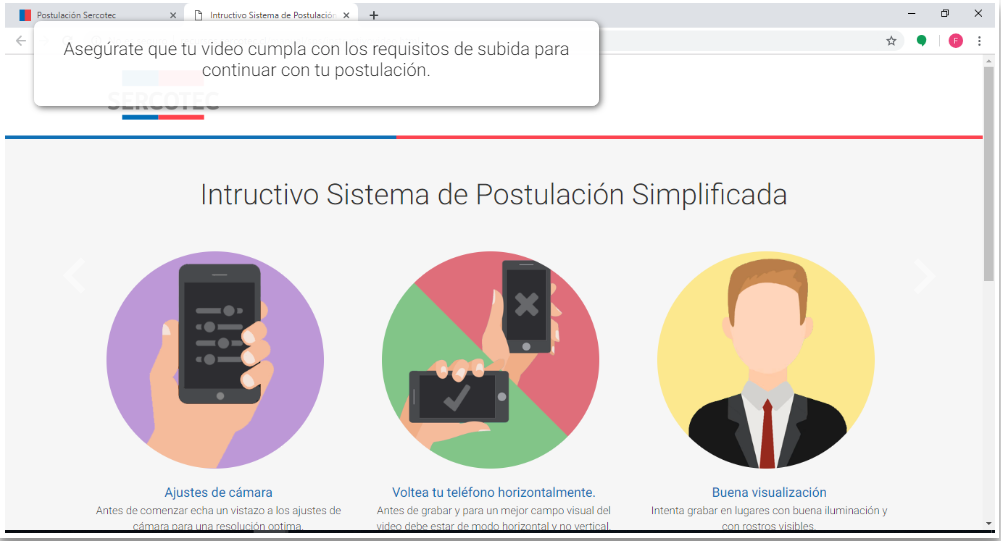 Postulación Sercotec
Intructivo Sistema de Postulación
Asegúrate que tu video cumpla con los requisitos de subida para
continuar con tu postulación.
F
SERCOTEC
Intructivo Sistema de Postulación Simplificada
Ajustes de cámara
Antes de comenzar echa un vistazo a los ajustes de
cámara para una resolución optima.
Voltea tu teléfono horizontalmente.
Antes de grabar y para un mejor campo visual del
video debe estar de modo horizontal y no vertical.
Buena visualización
Intenta grabar en lugares con buena iluminación y
con rostros visibles.